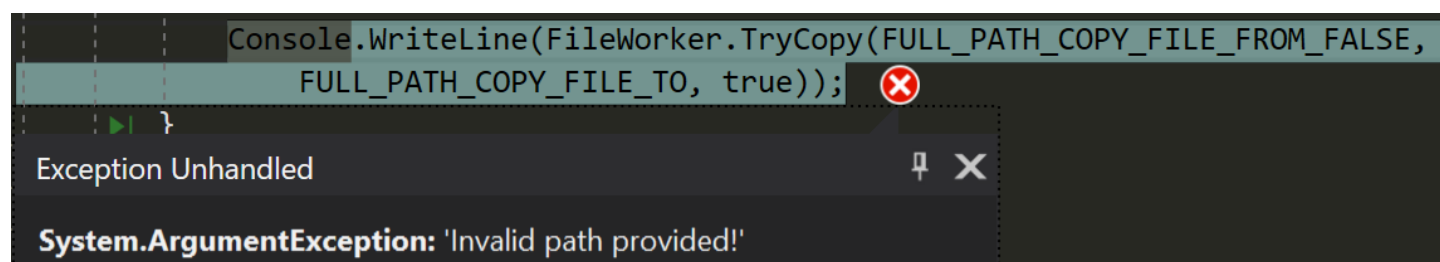 Console.WriteLine(FileWorker.TryCopy(FULL_PATH_COPY_FILE_FROM_FALSE,
FULL_PATH_COPY_FILE_TO, true));
}
Exception Unhandled
System.ArgumentException: 'Invalid path provided!'